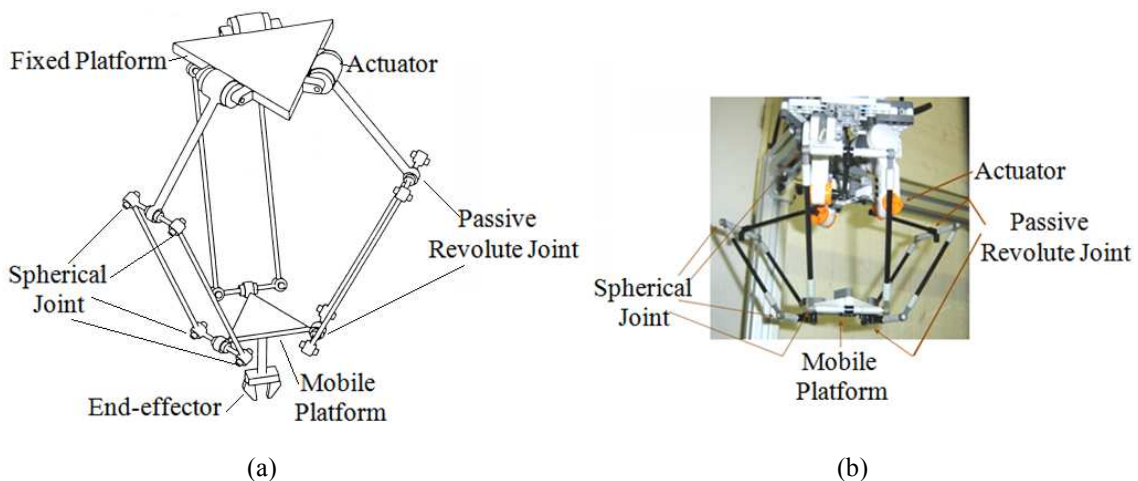 Fixed Platform
Actuator
Passive
Revolute Joint
Spherical
Joint
Mobile
Platform
End-effector
(a)
Actuator
Passive
Revolute Joint
Spherical
Joint
Mobile
Platform
(b)